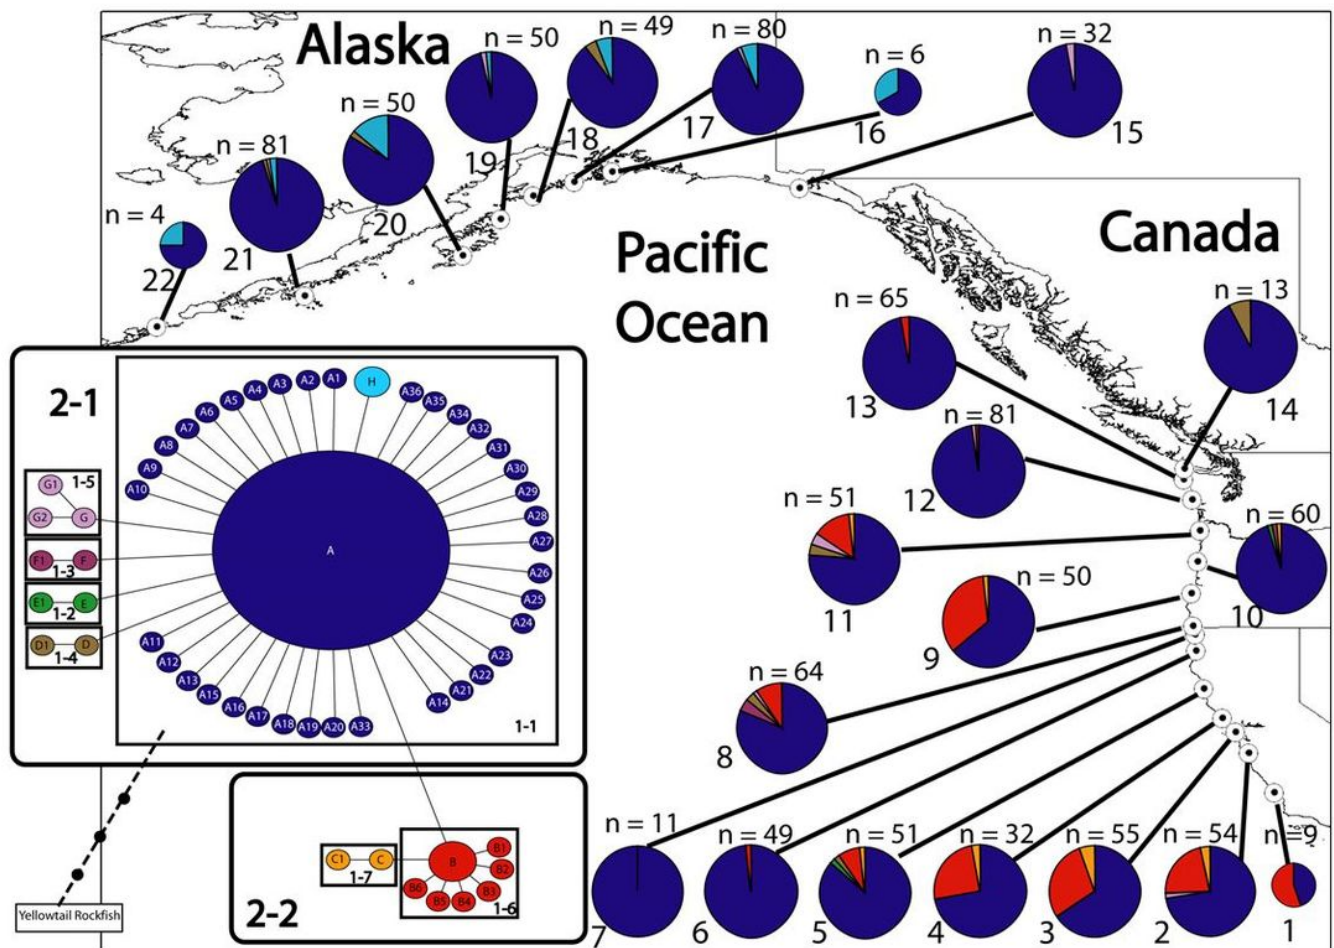 Alaska
n = 50
n = 49
n = 80
n = 6
n = 32
n = 50
n = 81
n = 4
19
18
17
16
15
20
21
22
Pacific
Ocean
Canada
n = 65
n = 13
13
14
n = 81
12
n = 51
11
n = 60
10
n = 50
9
n = 64
8
n = 11
n = 49
n = 51
n = 32
n = 55
n = 54
n = 9
7
6
5
4
3
2
1
2-1
A10
A9
A8
A7
A6
A5
A4
A3
A2
A1
H
A36
A35
A34
A32
A31
A30
A29
A28
A27
A26
A25
A24
A23
A22
A21
A14
A33
A20
A19
A18
A17
A16
A15
A13
A12
A11
A
1-1
G1
1-5
G2
G
F1
F
1-3
E1
E
1-2
D1
D
1-4
2-2
C1
C
1-7
B
B1
B2
B3
B4
B5
B6
1-6
Yellowtail Rockfish